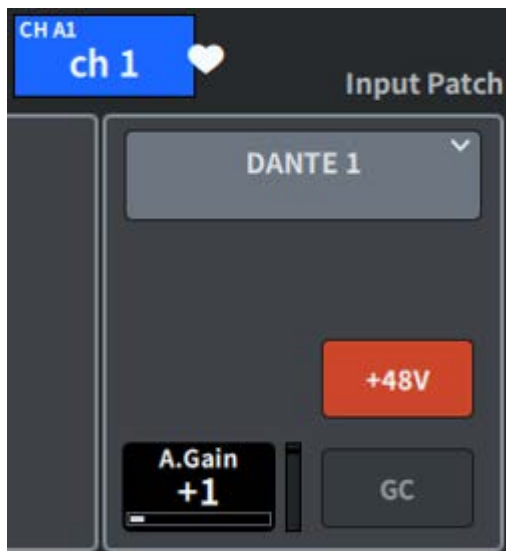 CH A1
ch 1
Input Patch
DANTE 1
+48V
A.Gain
+1
GC